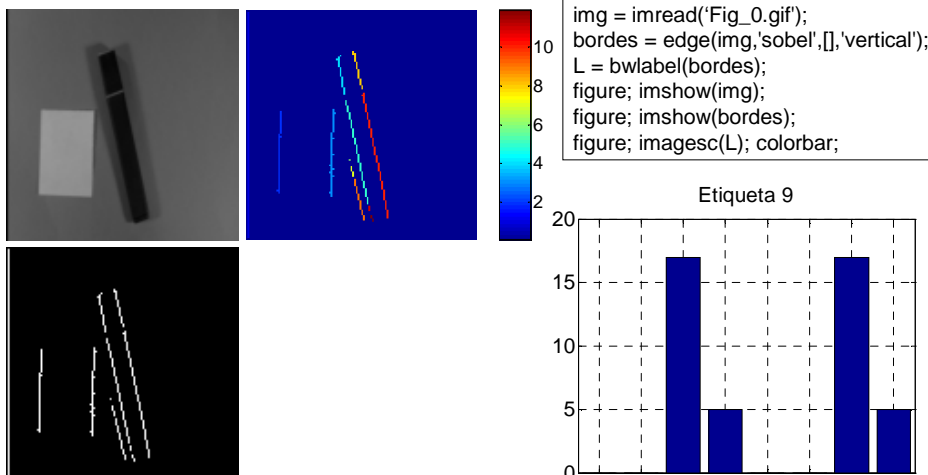 img = imread(‘Fig_0.gif’);
bordes = edge(img,'sobel',[],'vertical');
L = bwlabel(bordes);
figure; imshow(img);
figure; imshow(bordes);
figure; imagesc(L); colorbar;
10
8
6
4
2
Etiqueta 9
20
15
10
5
0